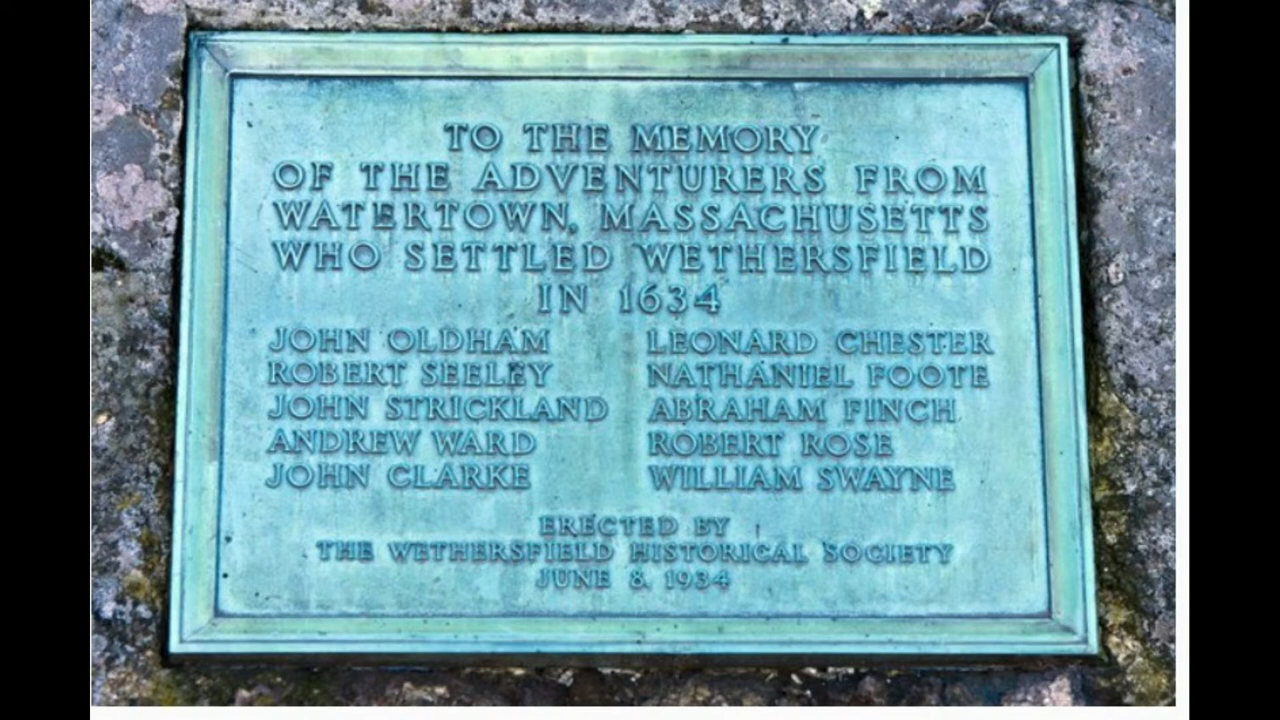 TO THE MEMORY
OF THE ADVENTURERS FROM
WATERTOWN, MASSACHUSETTS
WHO SETTLED WETHERSFIELD
IN 1634
JOHN OLDHAM
ROBERT SEELEY
JOHN STRICKLAND
ANDREW WARD
JOHN CLARKE
LEONARD CHESTER
NATHANIEL FOOTE
ABRAHAM FINCH
ROBERT ROSE
WILLIAM SWAYNE
ERECTED BY
THE WETHERSFIELD HISTORICAL SOCIETY
JUNE 8, 1934